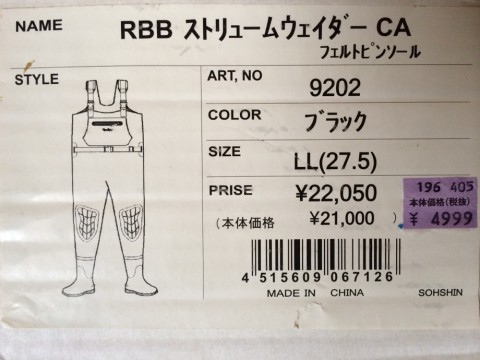 NAME RBB ストリュームウェイダー CA
フェルトピンソール
STYLE
ART, NO 9202
COLOR ブラック
SIZE LL(27.5)
PRISE ¥22,050
(本体価格 ¥21,000 )
196 405
本体価格(税抜)
¥ 4999
4 515609 067126
MADE IN CHINA SOHSHIN